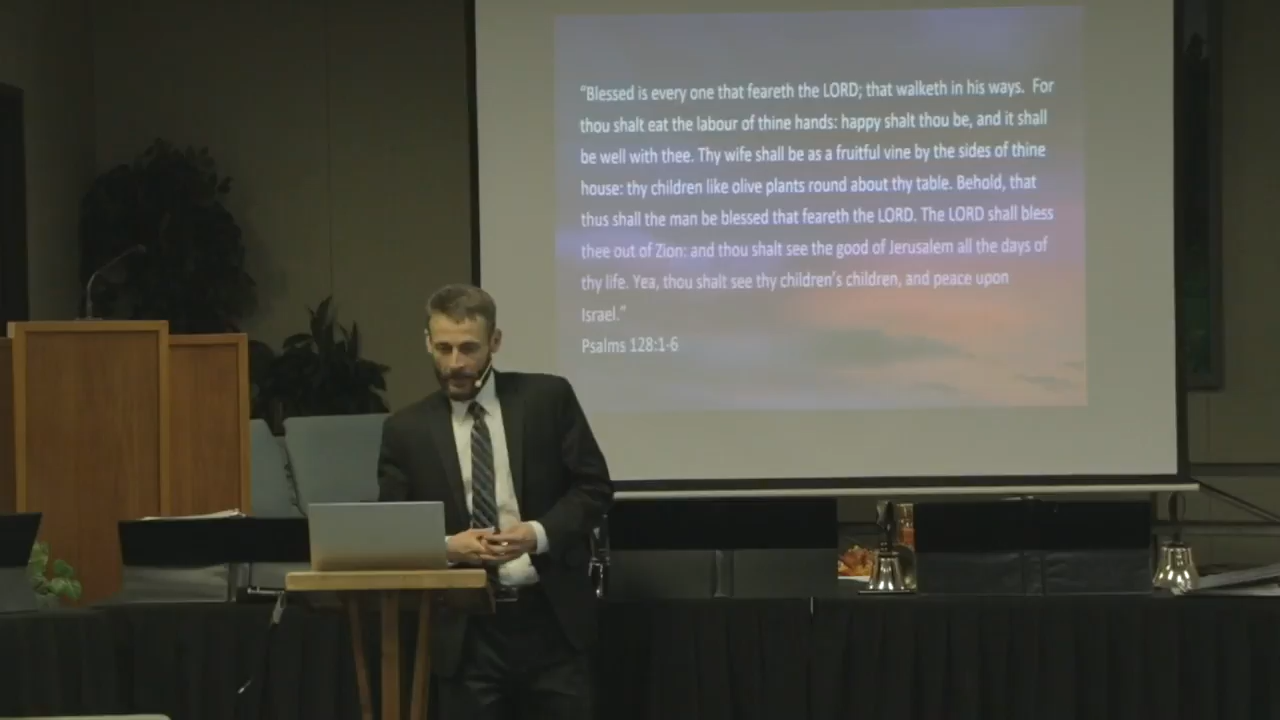 “Blessed is every one that feareth the LORD; that walketh in his ways.  For
thou shalt eat the labour of thine hands: happy shalt thou be, and it shall
be well with thee. Thy wife shall be as a fruitful vine by the sides of thine
house: thy children like olive plants round about thy table. Behold, that
thus shall the man be blessed that feareth the LORD. The LORD shall bless
thee out of Zion: and thou shalt see the good of Jerusalem all the days of
thy life. Yea, thou shalt see thy children’s children, and peace upon
Israel.”
Psalms 128:1-6